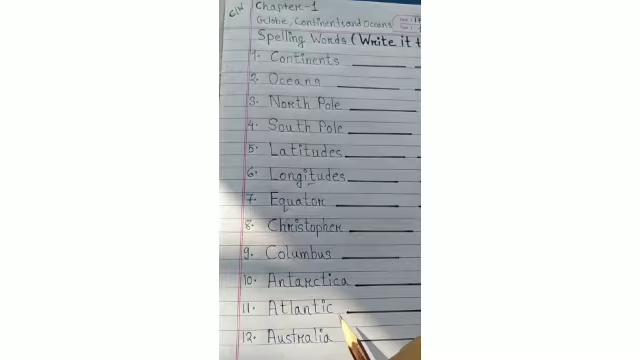 C/W
Chapter-1
Globe, Continents and Oceans
Spelling Words (Write it
1. Continents
2. Oceans
3. North Pole
4. South Pole
5. Latitudes
6. Longitudes
7. Equator
8. Christopher
9. Columbus
10. Antarctica
11. Atlantic
12. Australia